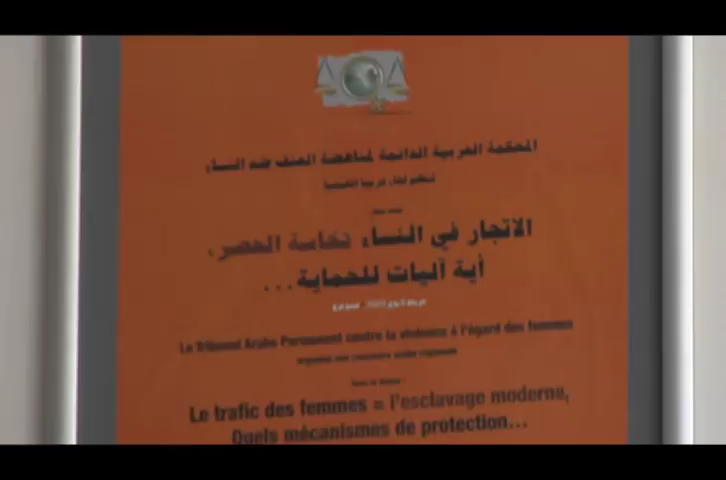 المحكمة العربية الدائمة لمناهضة العنف ضد النساء
الاتجار في النساء نخاسة العصر،
أية آليات للحماية...
Le Tribunal Arabe Permanent contre la violence à l'égard des femmes
Le trafic des femmes = l'esclavage moderne,
Quels mécanismes de protection...